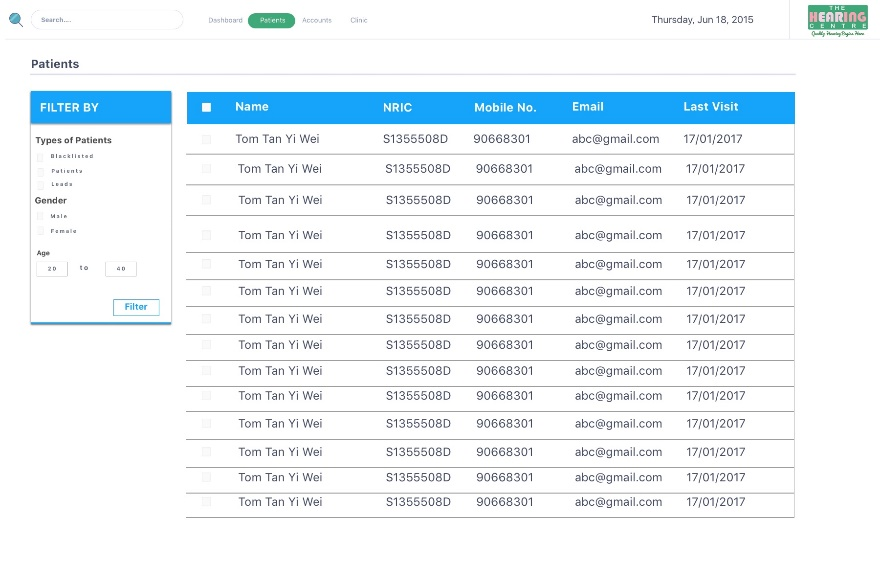 Search.... Dashboard Patients Accounts Clinic Thursday, Jun 18, 2015
THE
HEARING
CENTRE
Quality Hearing Begins Here
Patients
FILTER BY
Types of Patients
Blacklisted
Patients
Leads
Gender
Male
Female
Age
20 to 40
Filter
Name NRIC Mobile No. Email Last Visit
Tom Tan Yi Wei S1355508D 90668301 abc@gmail.com 17/01/2017
Tom Tan Yi Wei S1355508D 90668301 abc@gmail.com 17/01/2017
Tom Tan Yi Wei S1355508D 90668301 abc@gmail.com 17/01/2017
Tom Tan Yi Wei S1355508D 90668301 abc@gmail.com 17/01/2017
Tom Tan Yi Wei S1355508D 90668301 abc@gmail.com 17/01/2017
Tom Tan Yi Wei S1355508D 90668301 abc@gmail.com 17/01/2017
Tom Tan Yi Wei S1355508D 90668301 abc@gmail.com 17/01/2017
Tom Tan Yi Wei S1355508D 90668301 abc@gmail.com 17/01/2017
Tom Tan Yi Wei S1355508D 90668301 abc@gmail.com 17/01/2017
Tom Tan Yi Wei S1355508D 90668301 abc@gmail.com 17/01/2017
Tom Tan Yi Wei S1355508D 90668301 abc@gmail.com 17/01/2017
Tom Tan Yi Wei S1355508D 90668301 abc@gmail.com 17/01/2017
Tom Tan Yi Wei S1355508D 90668301 abc@gmail.com 17/01/2017
Tom Tan Yi Wei S1355508D 90668301 abc@gmail.com 17/01/2017